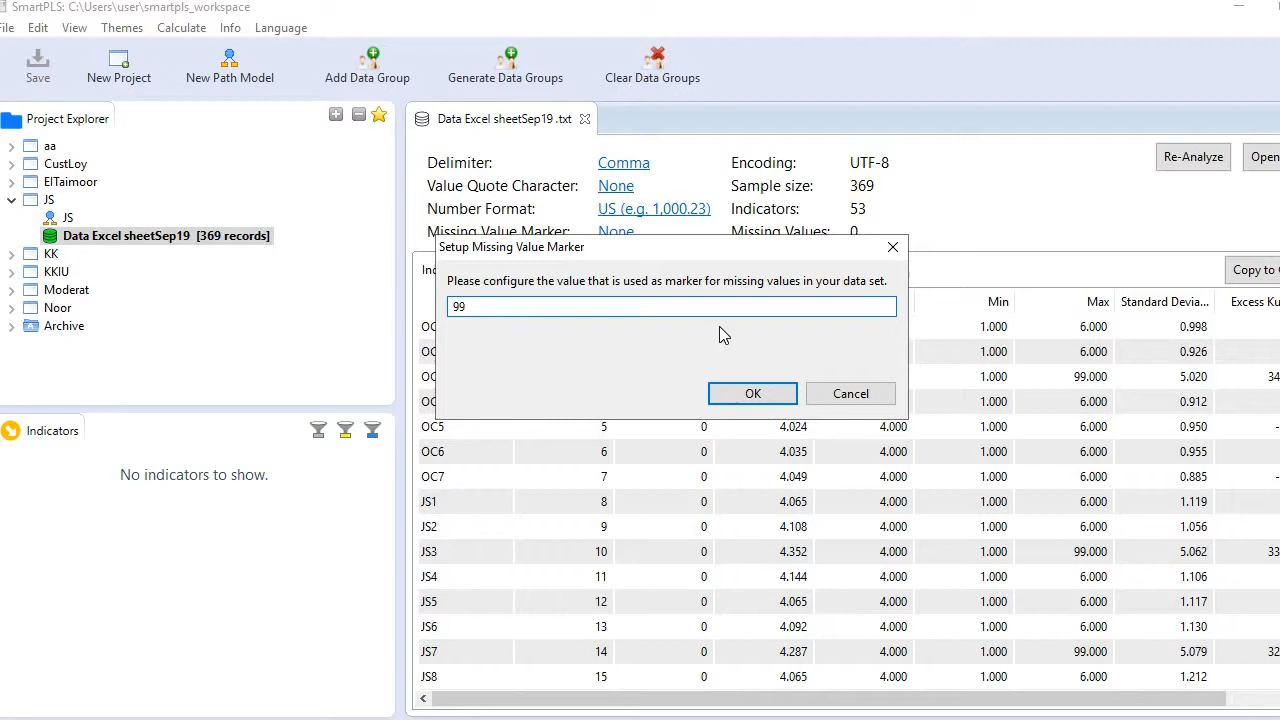 SmartPLS: C:\Users\user\smartpls_workspace
File Edit View Themes Calculate Info Language
Save New Project New Path Model Add Data Group Generate Data Groups Clear Data Groups
Project Explorer
aa
CustLoy
ElTaimoor
JS
JS
Data Excel sheetSep19 [369 records]
KK
KKIU
Moderat
Noor
Archive
Indicators
No indicators to show.
Data Excel sheetSep19 .txt
Delimiter: Comma Encoding: UTF-8
Re-Analyze Open
Value Quote Character: None Sample size: 369
Number Format: US (e.g. 1,000.23) Indicators: 53
Missing Value Marker: None Missing Values: 0
Setup Missing Value Marker
Please configure the value that is used as marker for missing values in your data set.
99
OK Cancel
Copy to
Min Max Standard Devia... Excess Ku
OC 1.000 6.000 0.998
OC 1.000 6.000 0.926
OC 1.000 99.000 5.020 34
OC 1.000 6.000 0.912
OC5 5 0 4.024 4.000 1.000 6.000 0.950 -
OC6 6 0 4.035 4.000 1.000 6.000 0.955
OC7 7 0 4.049 4.000 1.000 6.000 0.885 -
JS1 8 0 4.065 4.000 1.000 6.000 1.119
JS2 9 0 4.108 4.000 1.000 6.000 1.056
JS3 10 0 4.352 4.000 1.000 99.000 5.062 33
JS4 11 0 4.144 4.000 1.000 6.000 1.106
JS5 12 0 4.065 4.000 1.000 6.000 1.117
JS6 13 0 4.092 4.000 1.000 6.000 1.130
JS7 14 0 4.287 4.000 1.000 99.000 5.079 32
JS8 15 0 4.065 4.000 1.000 6.000 1.212